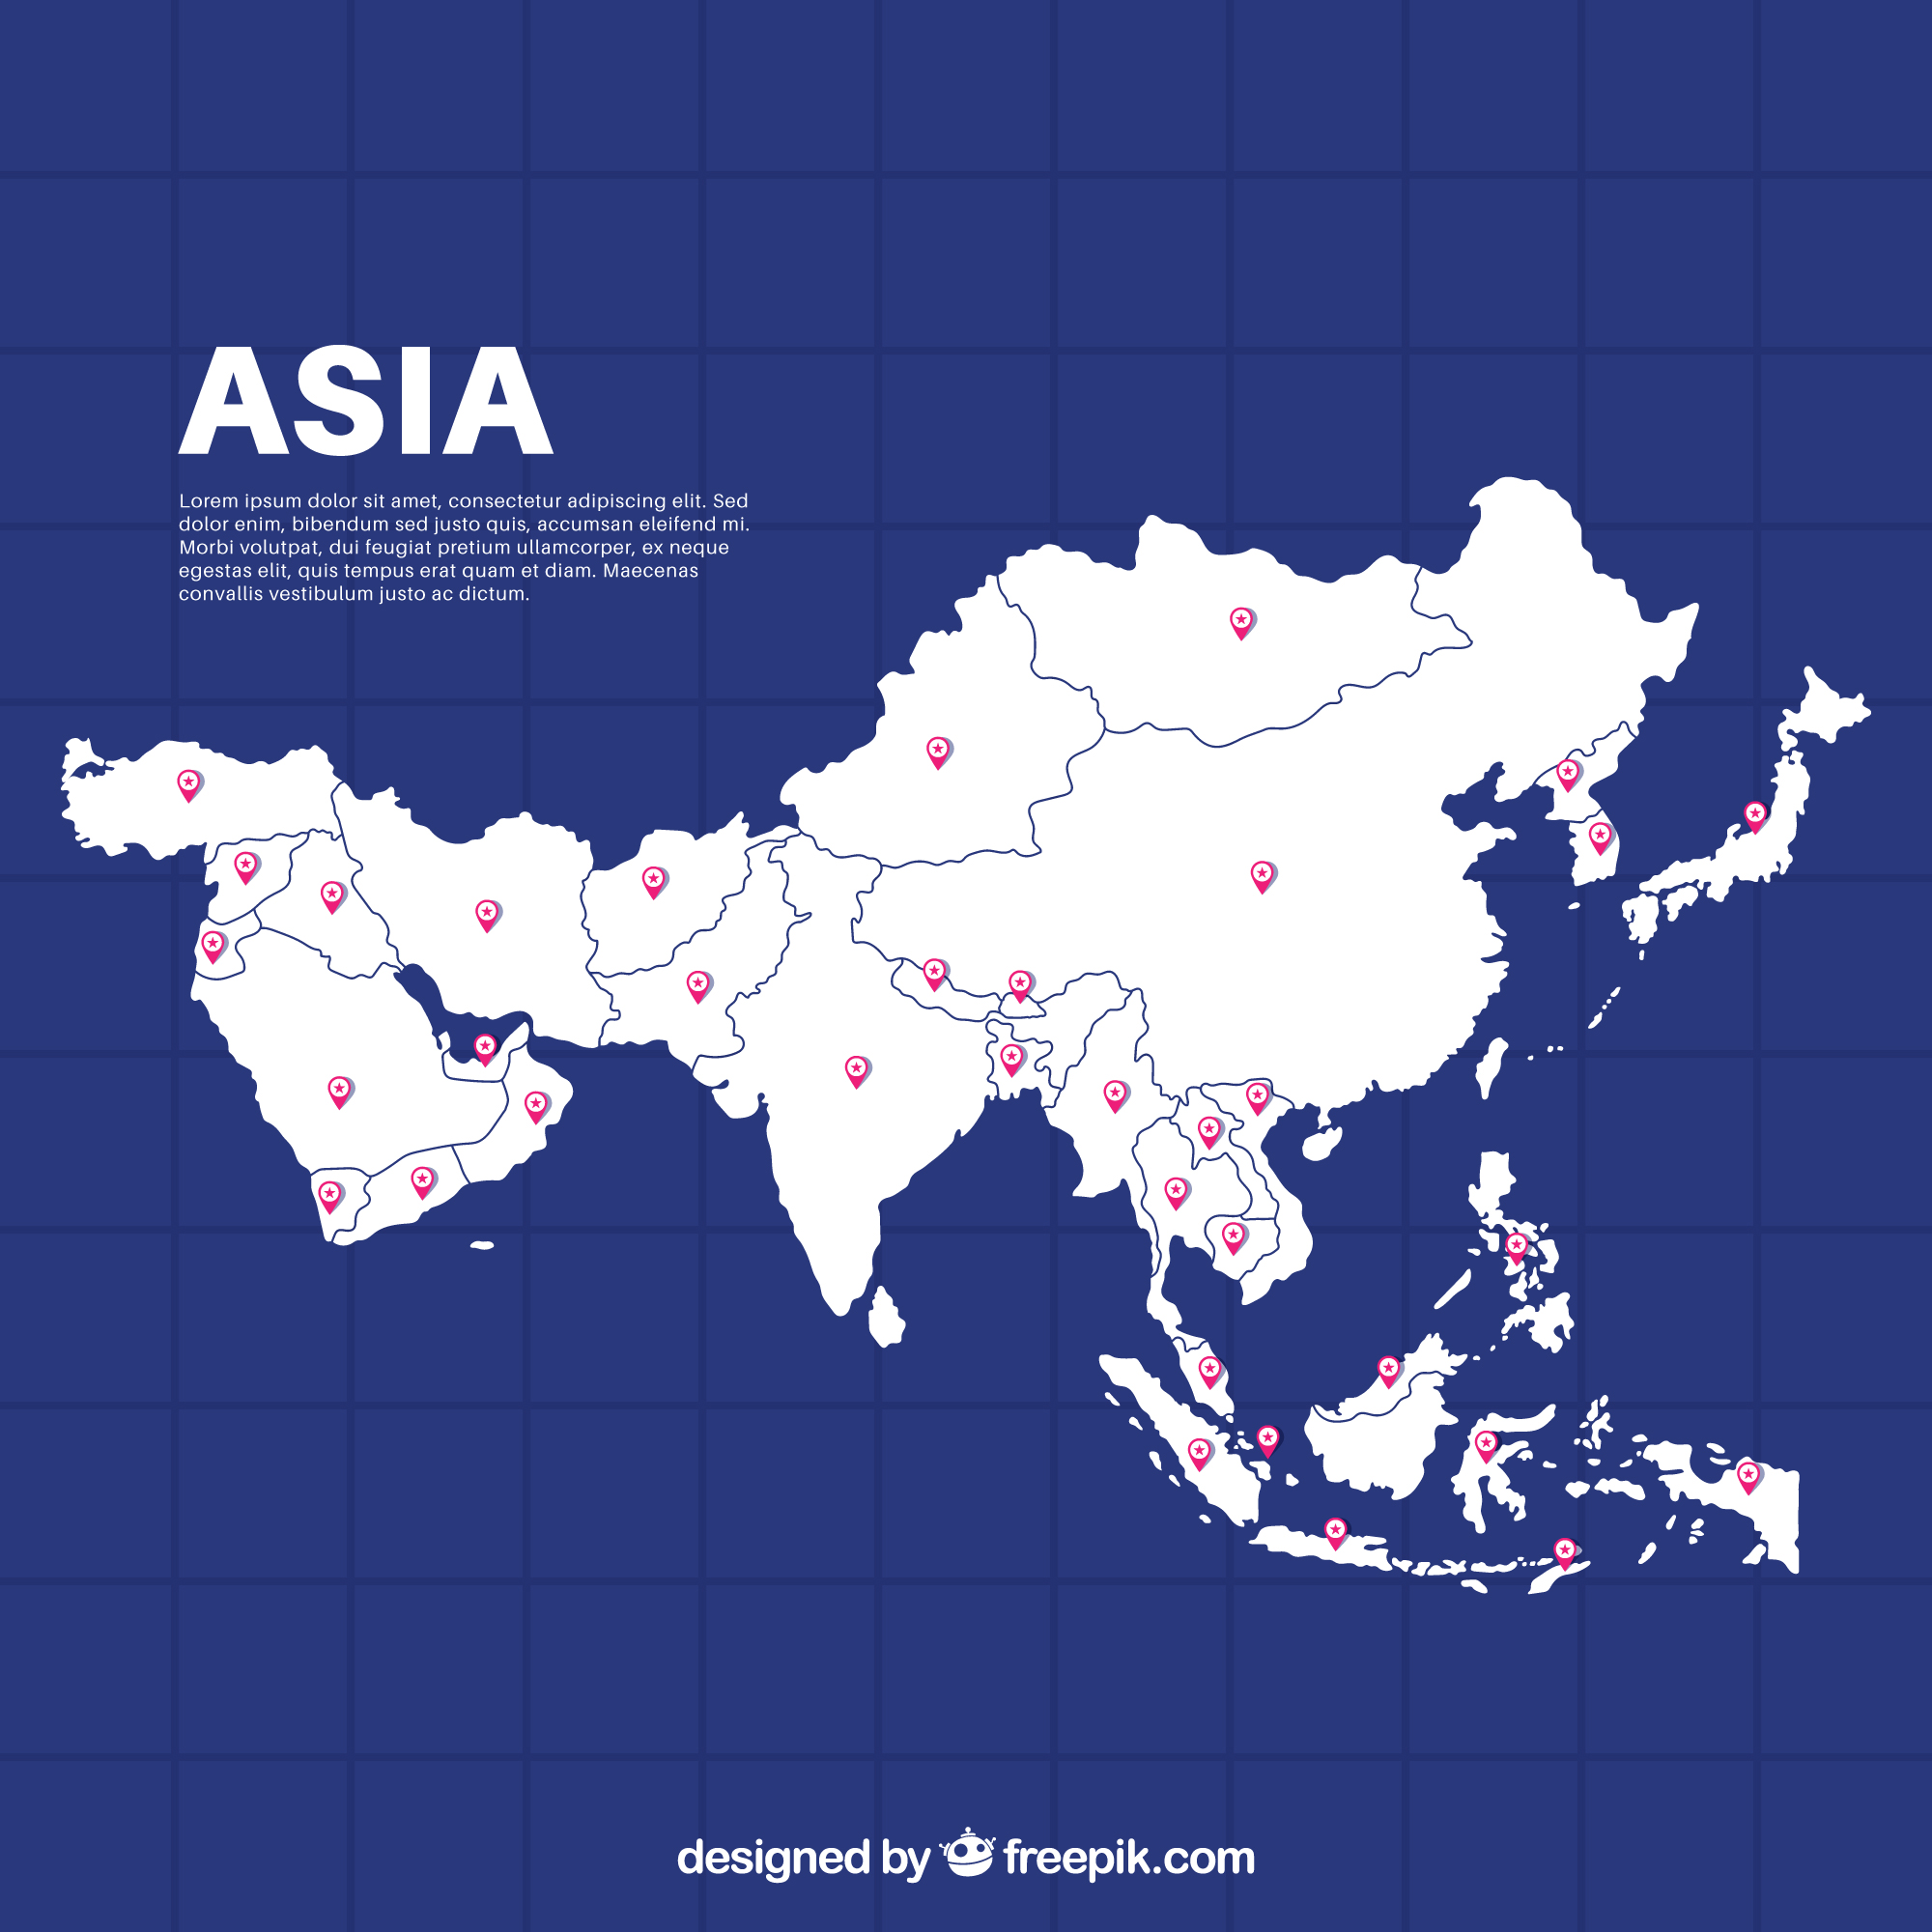 ASIA
Lorem ipsum dolor sit amet, consectetur adipiscing elit. Sed
dolor enim, bibendum sed justo quis, accumsan eleifend mi.
Morbi volutpat, dui feugiat pretium ullamcorper, ex neque
egestas elit, quis tempus erat quam et diam. Maecenas
convallis vestibulum justo ac dictum.
designed by freepik.com